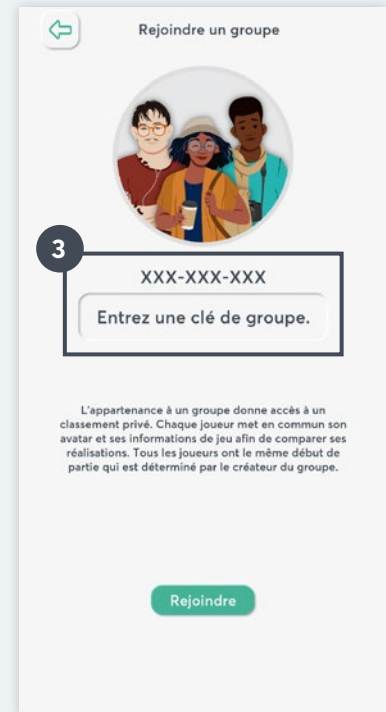 Rejoindre un groupe
3
XXX-XXX-XXX
Entrez une clé de groupe.
L'appartenance à un groupe donne accès à un
classement privé. Chaque joueur met en commun son
avatar et ses informations de jeu afin de comparer ses
réalisations. Tous les joueurs ont le même début de
partie qui est déterminé par le créateur du groupe.
Rejoindre